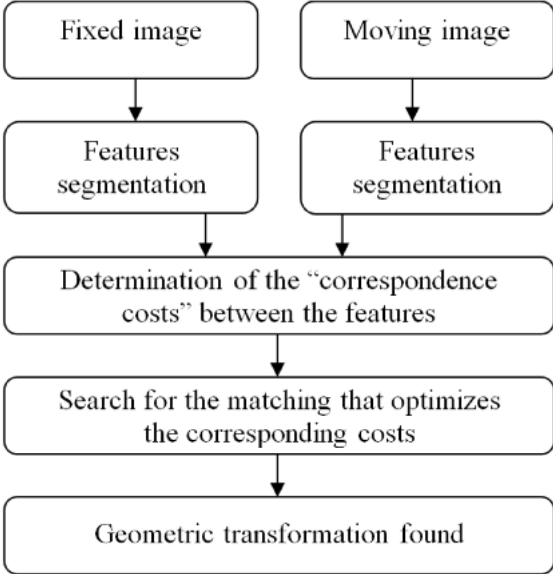 Fixed image
Moving image
Features
segmentation
Features
segmentation
Determination of the “correspondence
costs” between the features
Search for the matching that optimizes
the corresponding costs
Geometric transformation found